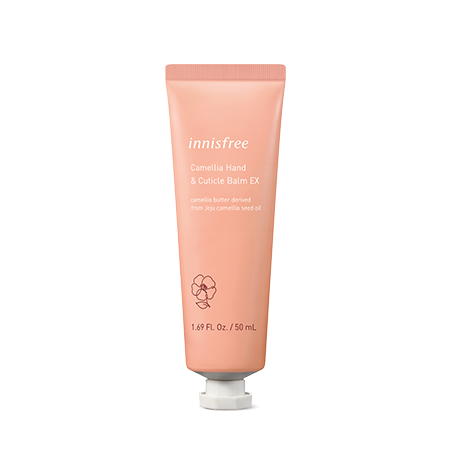 innisfree
Camellia Hand
& Cuticle Balm EX
camellia butter derived
from Jeju camellia seed oil
1.69 Fl. Oz. / 50 mL